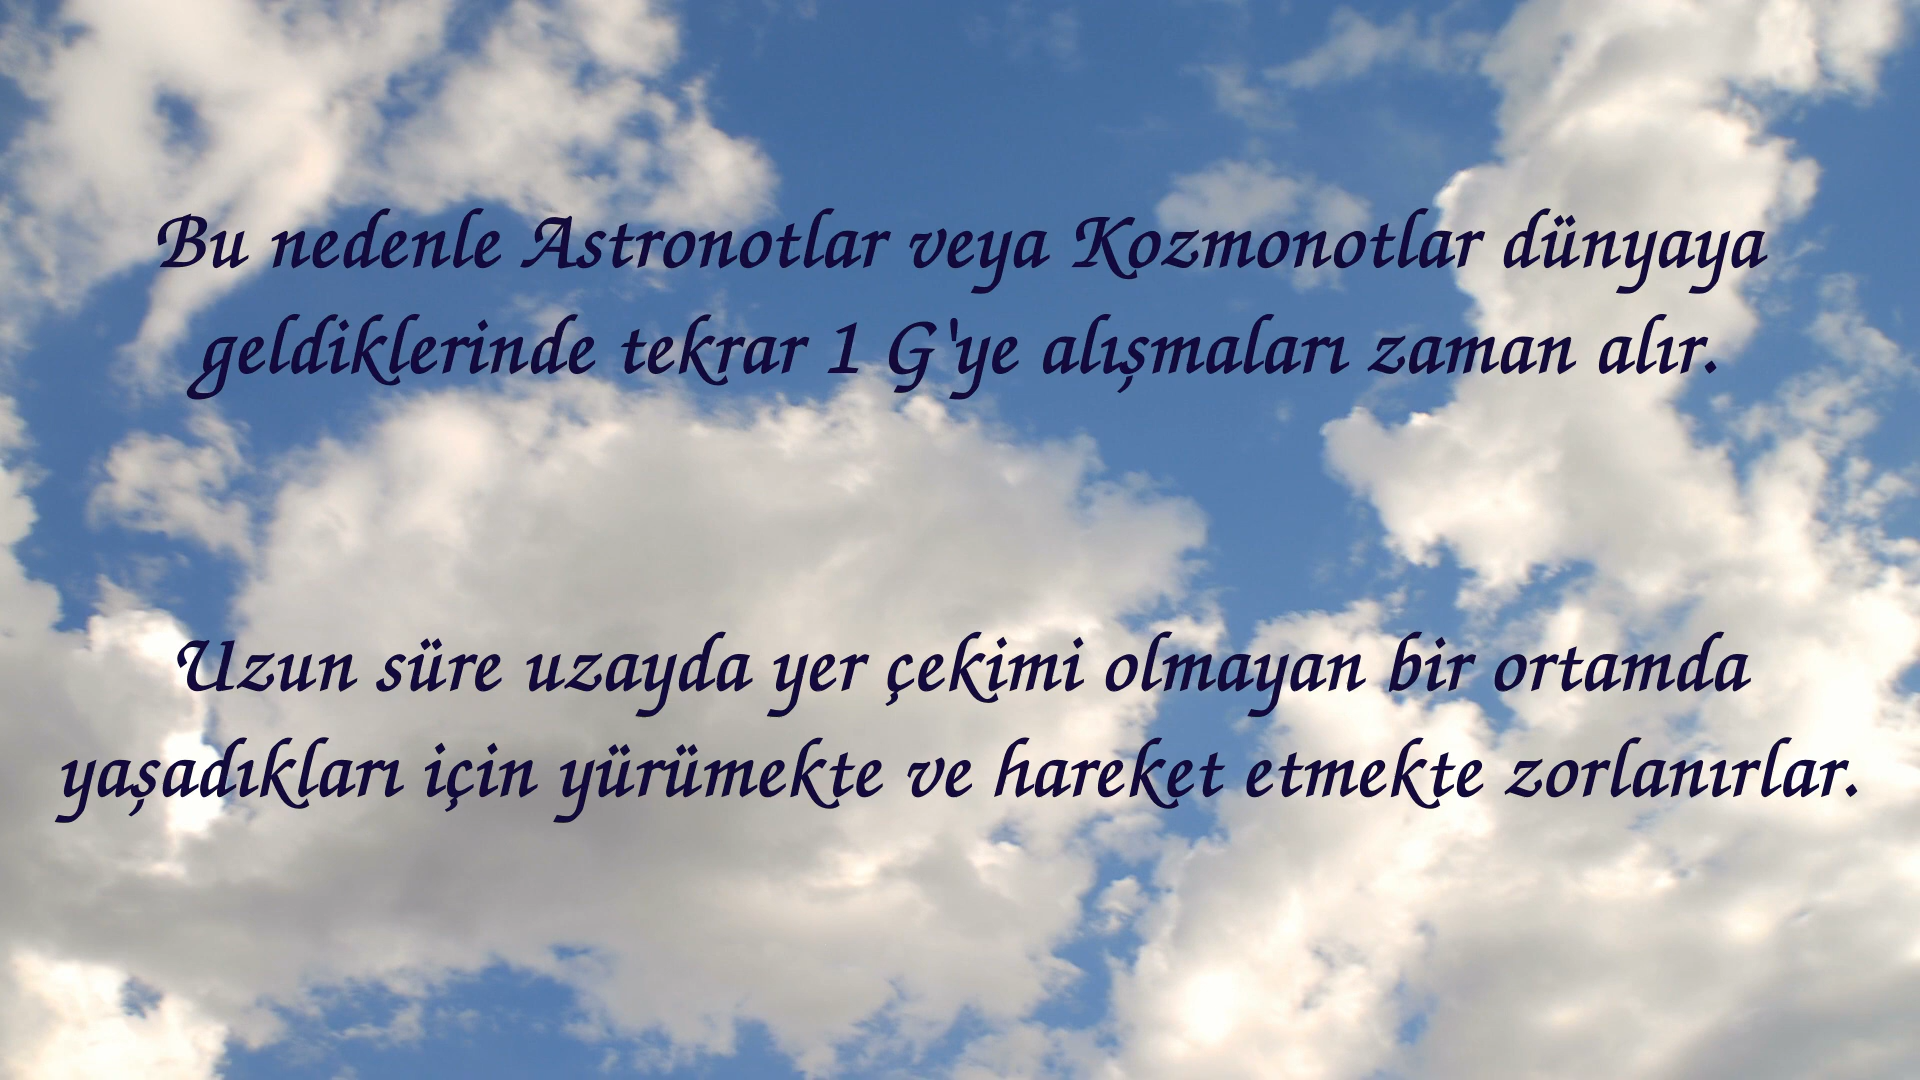 Bu nedenle Astronotlar veya Kozmonotlar dünyaya
geldiklerinde tekrar 1 G'ye alışmaları zaman alır.
Uzun süre uzayda yer çekimi olmayan bir ortamda
yaşadıkları için yürümekte ve hareket etmekte zorlanırlar.